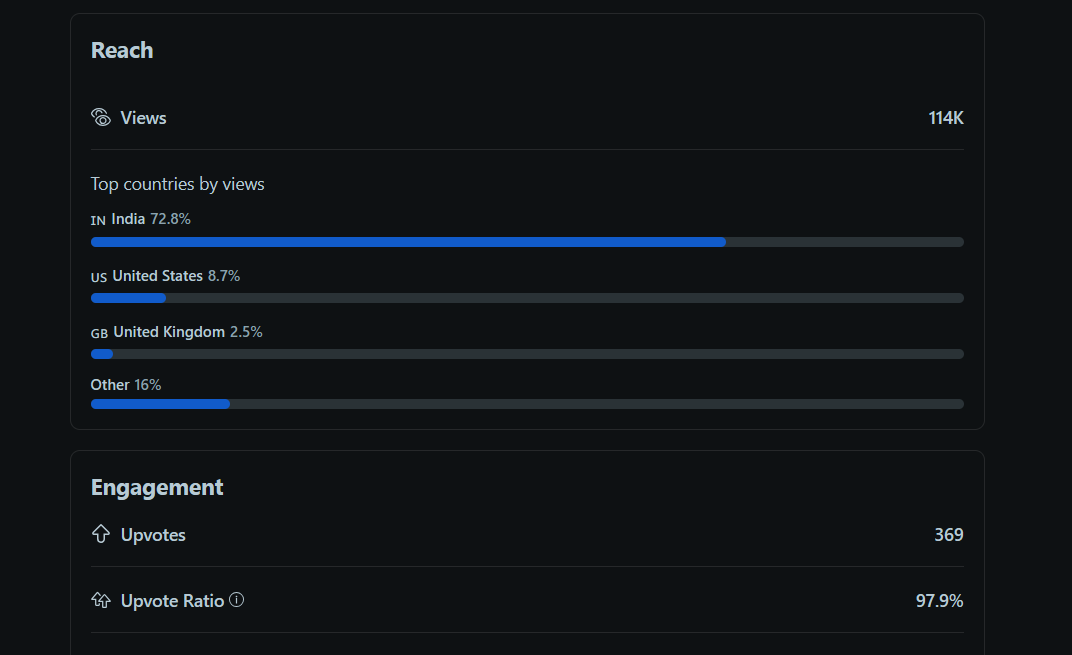 Reach
Views 114K
Top countries by views
IN India 72.8%
US United States 8.7%
GB United Kingdom 2.5%
Other 16%
Engagement
Upvotes 369
Upvote Ratio 97.9%